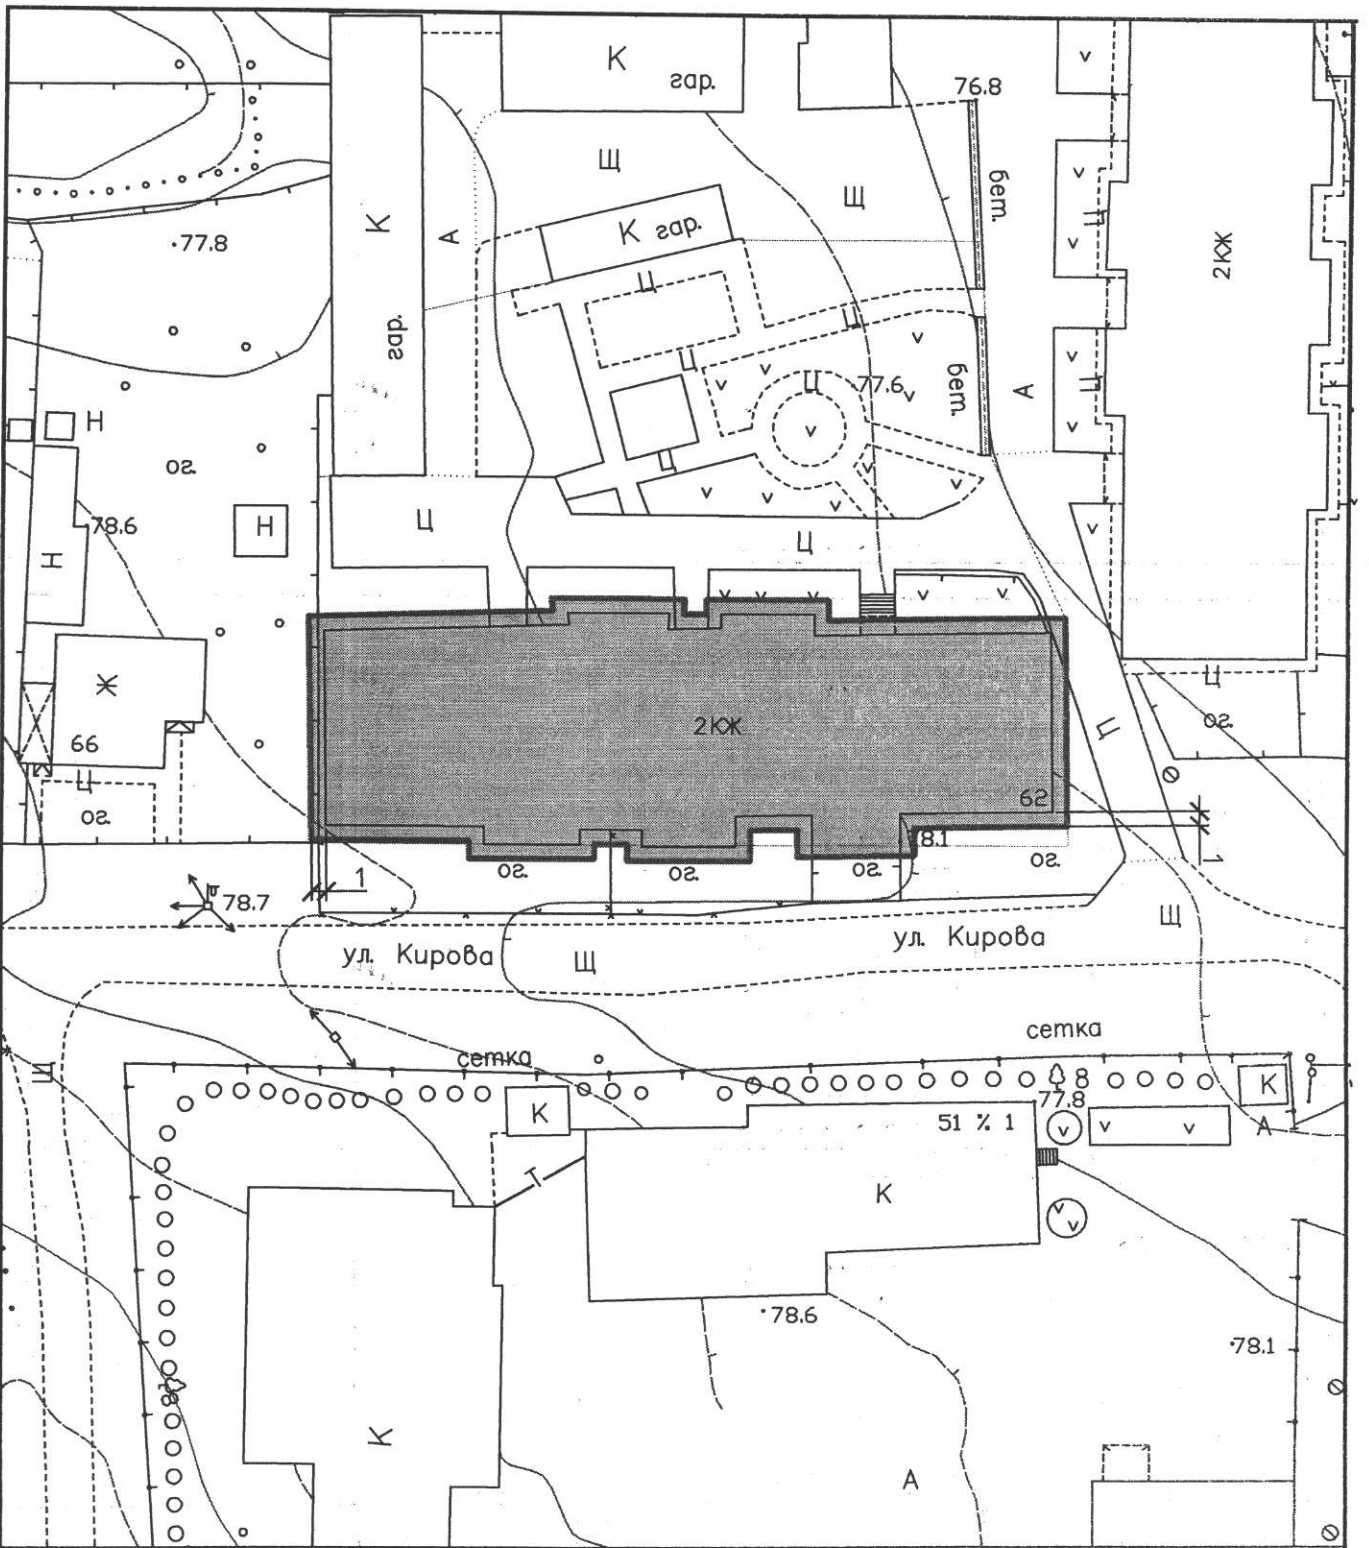 К
гар.
76.8
Щ
Щ
бет.
К
А
К гар.
Ц
2КЖ
77.8
Ц
Ц
гар.
Ц
Ц
77.6
бет.
А
Ц
Н
ог.
Ц
78.6
Н
Ц
Ц
Н
Ж
66
Ц
ог.
2КЖ
62
Ц
Ц
ог.
78.7
1
ог.
ог.
ог.
8.1
ог.
1
ул. Кирова
Щ
ул. Кирова
Щ
сетка
сетка
Щ
К
8
77.8
К
51 % 1
А
Т
К
78.6
78.1
8
К
А